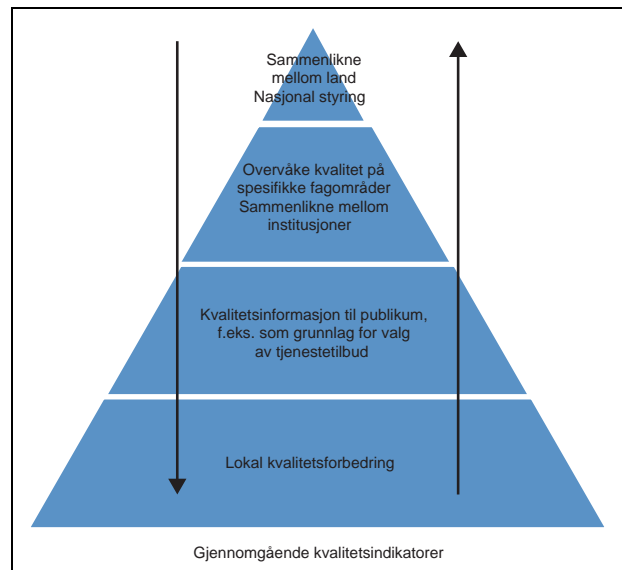 Sammenlikne
mellom land
Nasjonal styring
Overvåke kvalitet på
spesifikke fagområder
Sammenlikne mellom
institusjoner
Kvalitetsinformasjon til publikum,
f.eks. som grunnlag for valg
av tjenestetilbud
Lokal kvalitetsforbedring
Gjennomgående kvalitetsindikatorer